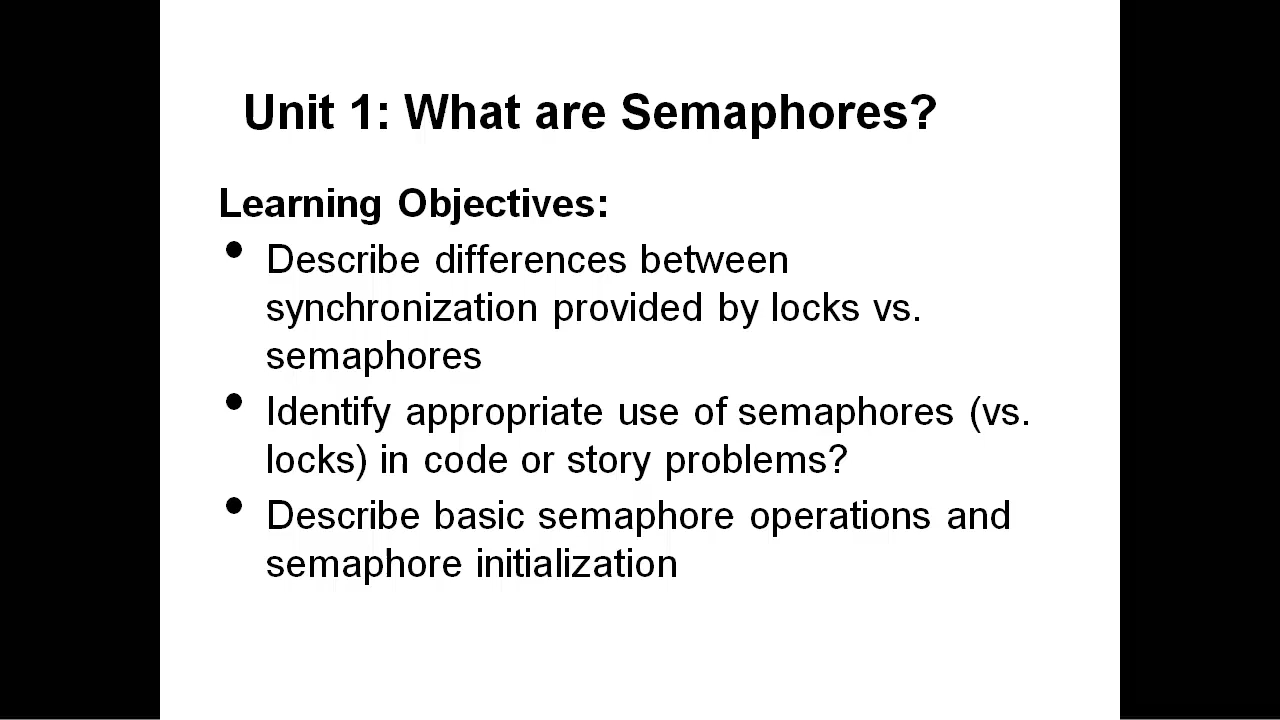 Unit 1: What are Semaphores?
Learning Objectives:
• Describe differences between
synchronization provided by locks vs.
semaphores
• Identify appropriate use of semaphores (vs.
locks) in code or story problems?
• Describe basic semaphore operations and
semaphore initialization